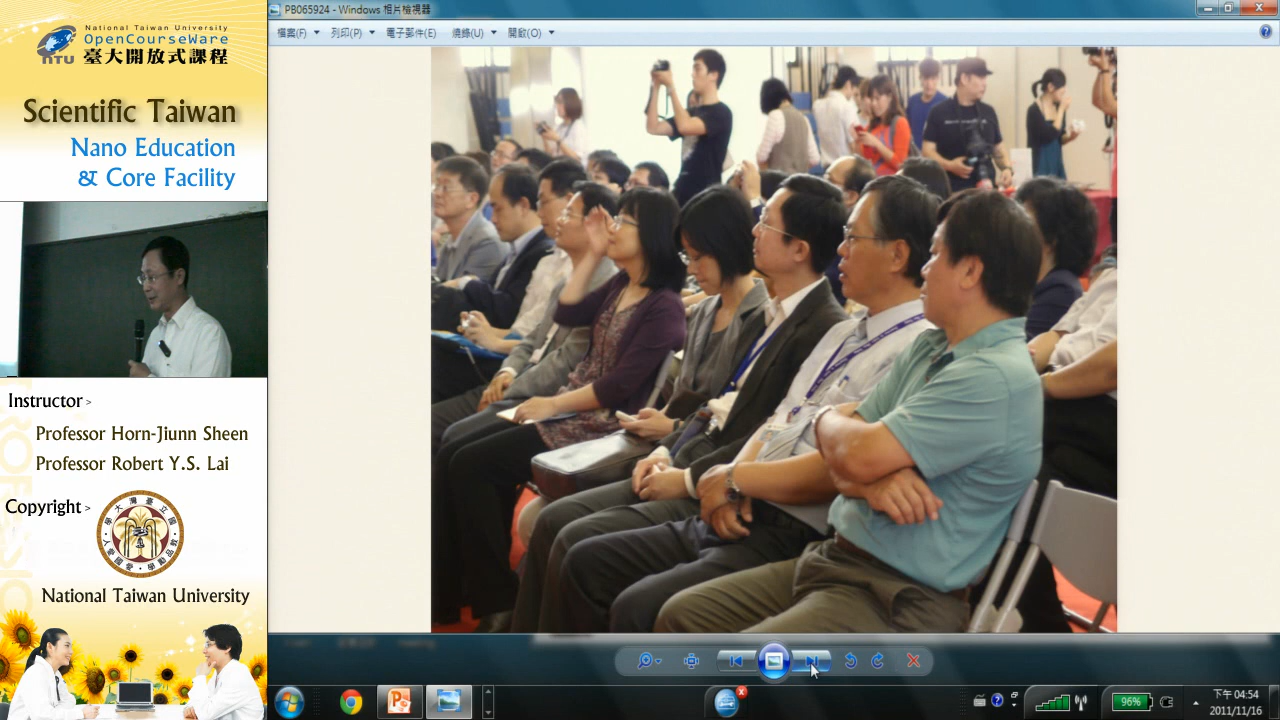 National Taiwan University
OpenCourseWare
NTU 臺大開放式課程
Scientific Taiwan
Nano Education
& Core Facility
Instructor >
Professor Horn-Jiunn Sheen
Professor Robert Y.S. Lai
Copyright >
National Taiwan University
PB065924 - Windows 相片檢視器
檔案(F) 列印(P) 電子郵件(E) 燒錄(U) 開啟(O)
96%
下午 04:54
2011/11/16